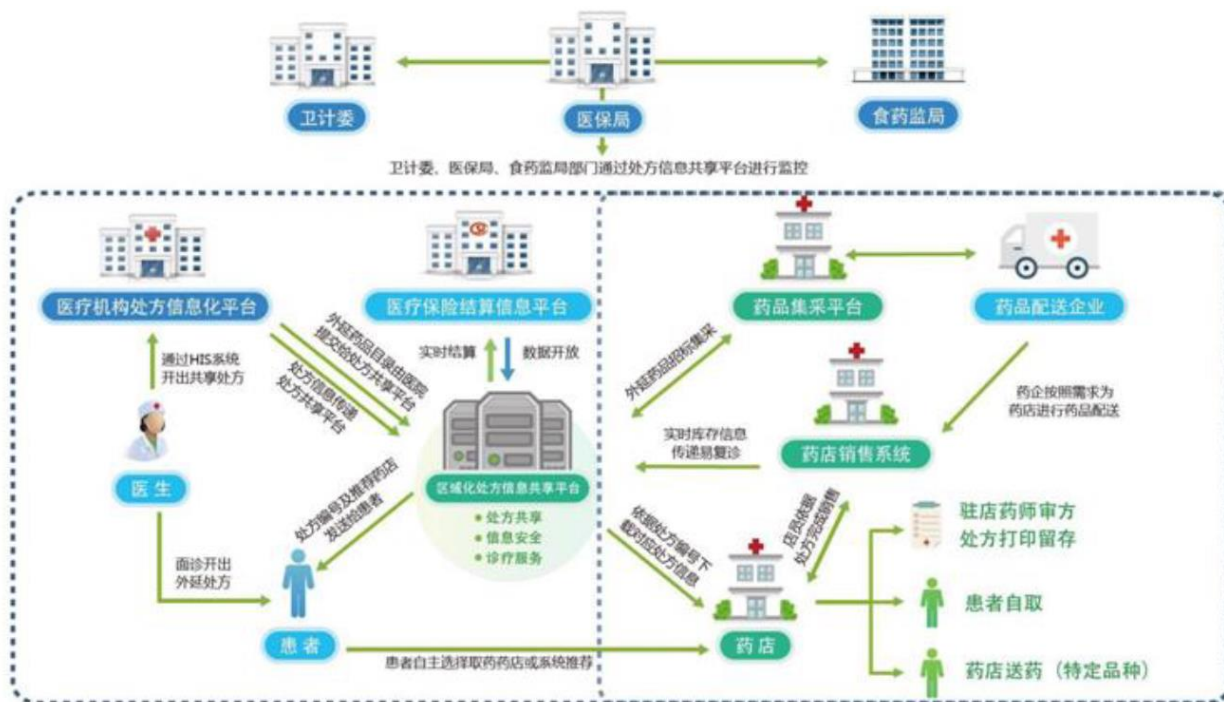 卫计委
医保局
食药监局
卫计委、医保局、食药监局部门通过处方信息共享平台进行监控
医疗机构处方信息化平台
医疗保险结算信息平台
药品集采平台
药品配送企业
通过HIS系统
开出共享处方
外延药品目录由医院
提交给处方共享平台
处方信息传递
处方共享平台
实时结算
数据开放
外延药品招标集采
药企按照需求为
药店进行药品配送
医生
区域化处方信息共享平台
处方共享
信息安全
诊疗服务
实时库存信息
传递易复诊
药店销售系统
处方编号及推荐药店
发送给患者
依据处方编号下
载对应处方信息
店员依据
处方完成销售
驻店药师审方
处方打印留存
面诊开出
外延处方
患者
药店
患者自取
患者自主选择取药药店或系统推荐
药店送药（特定品种）